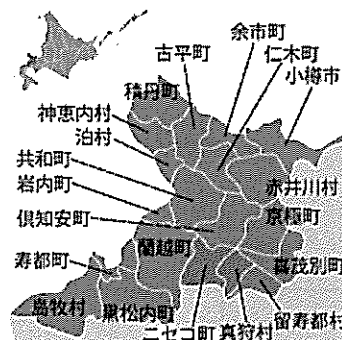 余市町
古平町
仁木町
小樽市
積丹町
神恵内村
泊村
共和町
赤井川村
岩内町
京極町
倶知安町
蘭越町
寿都町
喜茂別町
島牧村
黒松内町
留寿都村
ニセコ町
真狩村